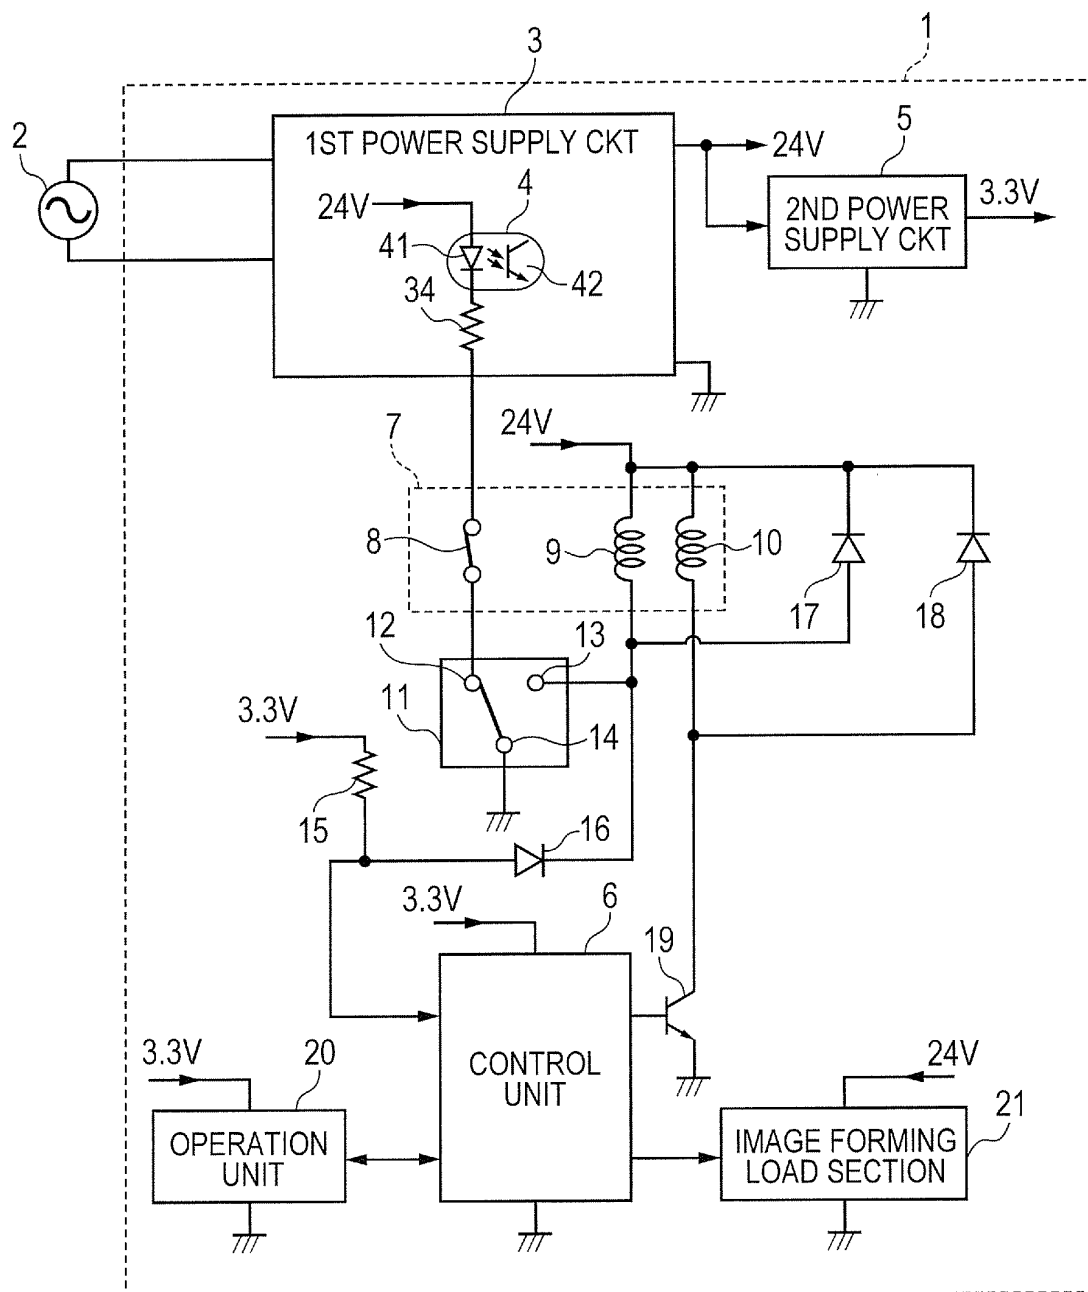 1
3
2
1ST POWER SUPPLY CKT
24V
5
24V
4
3.3V
2ND POWER
SUPPLY CKT
41
42
34
7
24V
8
9
10
17
18
12
13
11
14
3.3V
15
16
3.3V
6
19
CONTROL
UNIT
3.3V
20
24V
21
OPERATION
UNIT
IMAGE FORMING
LOAD SECTION